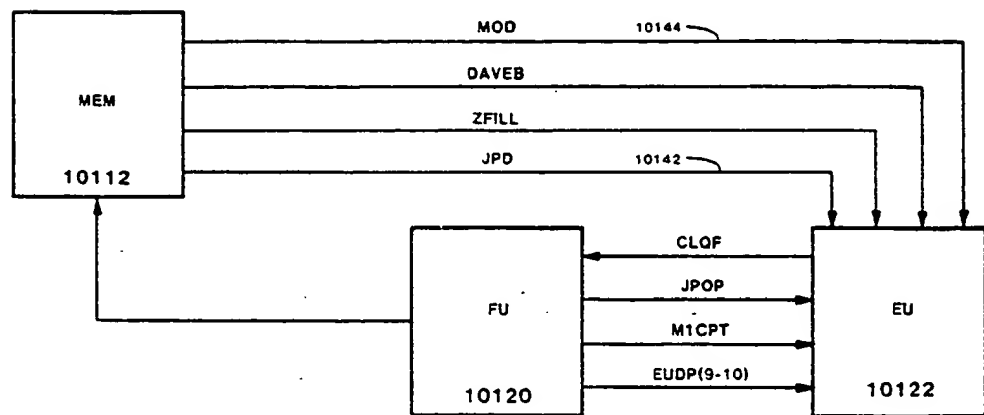 MOD 10144
DAVEB
MEM
ZFILL
JPD 10142
10112
CLQF
JPOP
FU EU
M1CPT
EUDP(9-10)
10120 10122